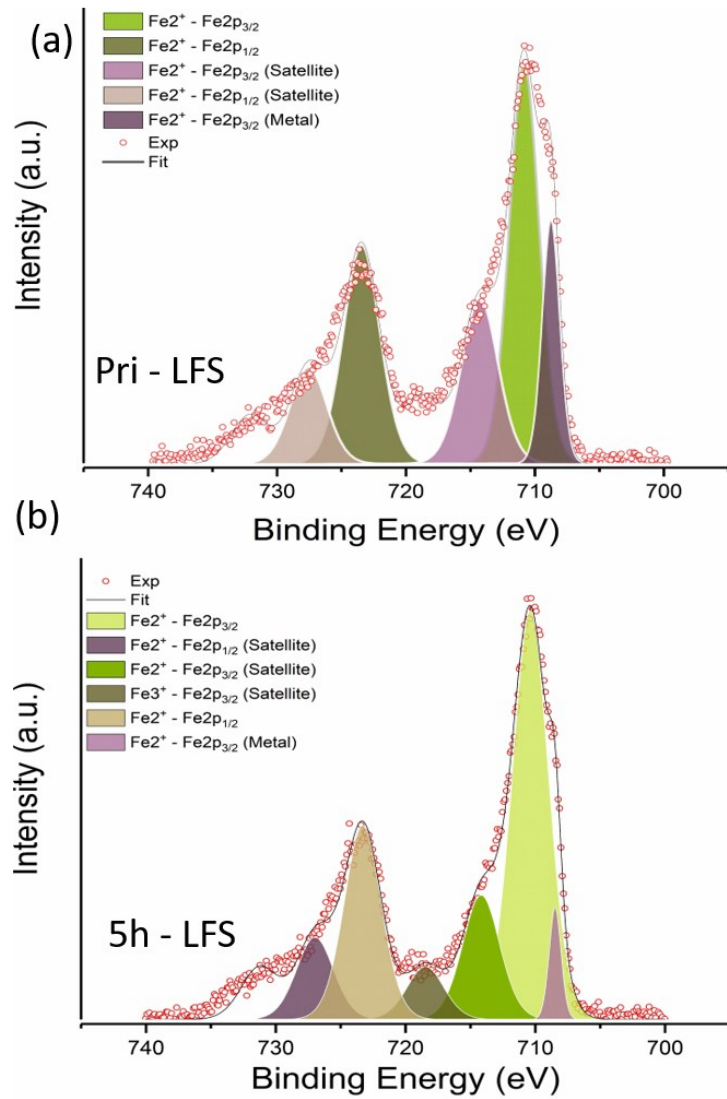 (a)
Fe2⁺ - Fe2p₃/₂
Fe2⁺ - Fe2p₁/₂
Fe2⁺ - Fe2p₃/₂ (Satellite)
Fe2⁺ - Fe2p₁/₂ (Satellite)
Fe2⁺ - Fe2p₃/₂ (Metal)
Exp
Fit
Intensity (a.u.)
Pri - LFS
740 730 720 710 700
Binding Energy (eV)
(b)
Exp
Fit
Fe2⁺ - Fe2p₃/₂
Fe2⁺ - Fe2p₁/₂ (Satellite)
Fe2⁺ - Fe2p₃/₂ (Satellite)
Fe3⁺ - Fe2p₃/₂ (Satellite)
Fe2⁺ - Fe2p₁/₂
Fe2⁺ - Fe2p₃/₂ (Metal)
Intensity (a.u.)
5h - LFS
740 730 720 710 700
Binding Energy (eV)